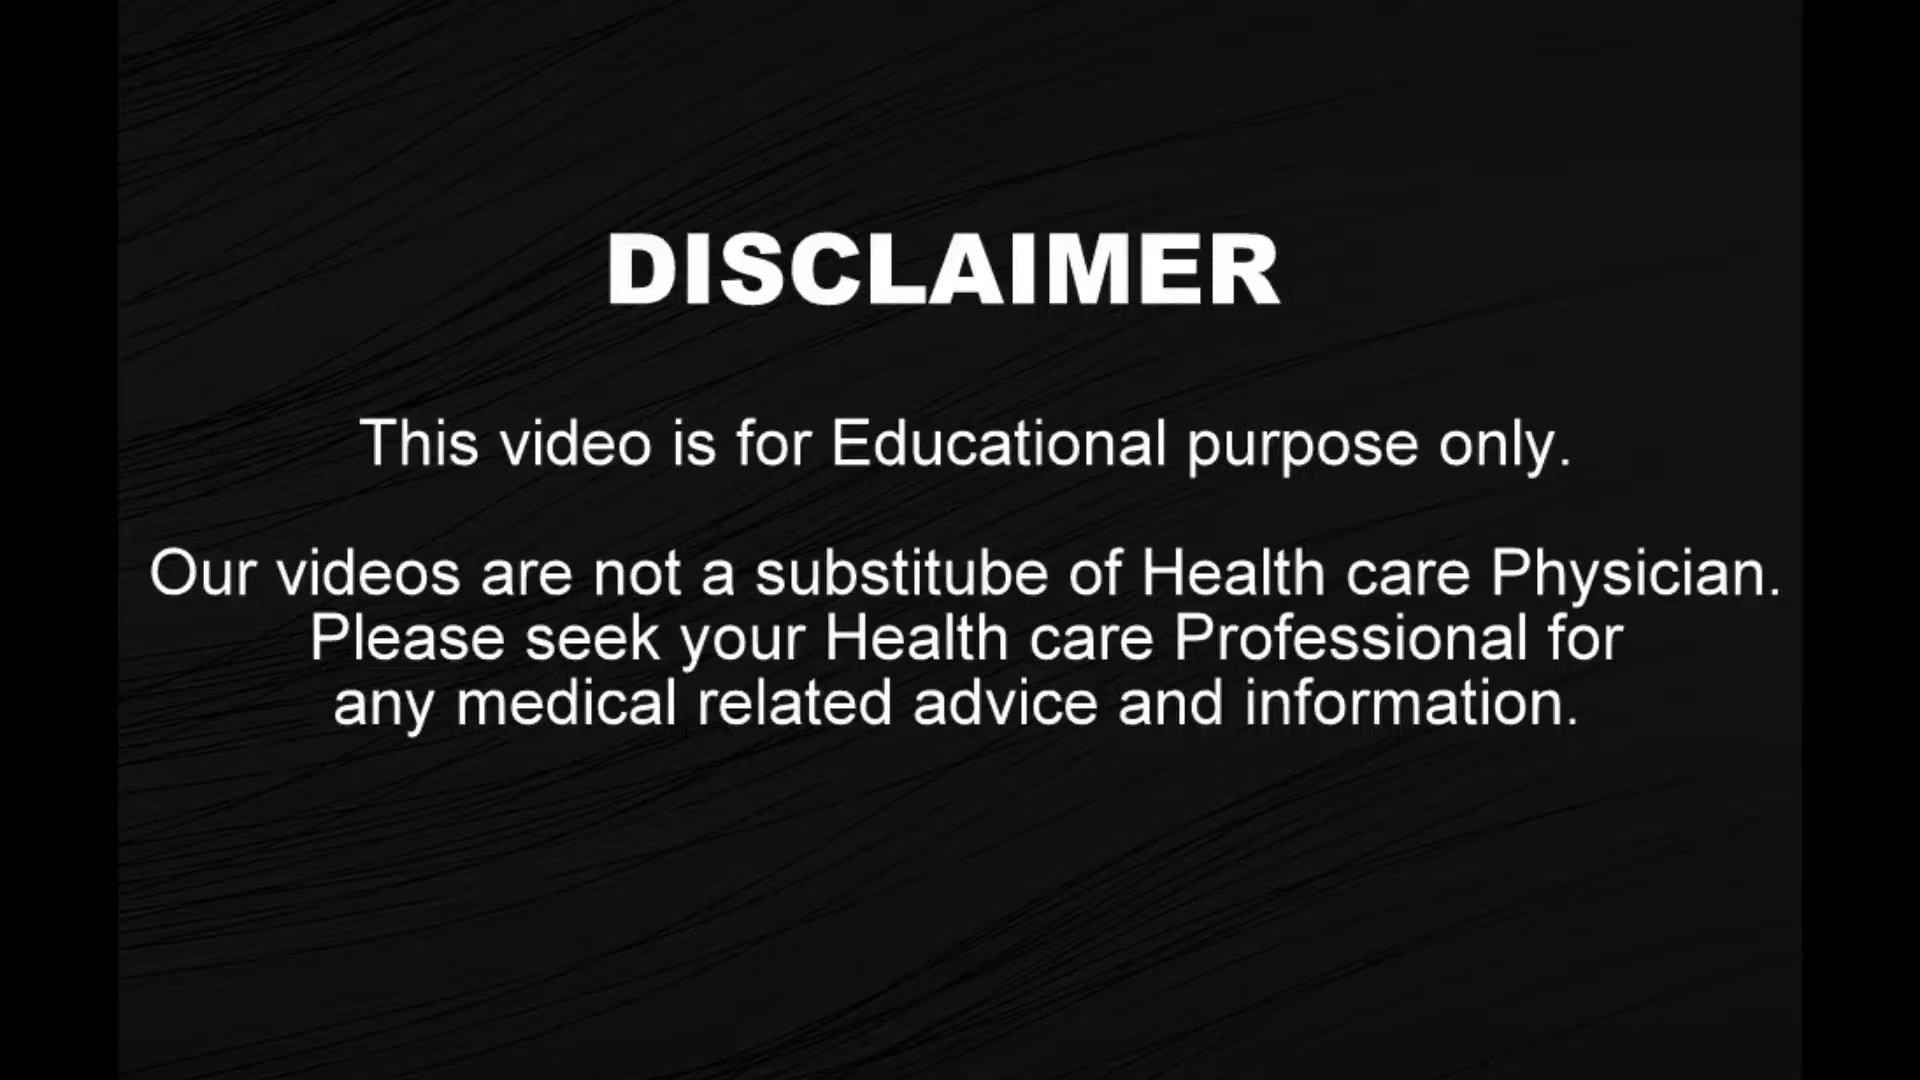 DISCLAIMER
This video is for Educational purpose only.
Our videos are not a substitube of Health care Physician.
Please seek your Health care Professional for
any medical related advice and information.